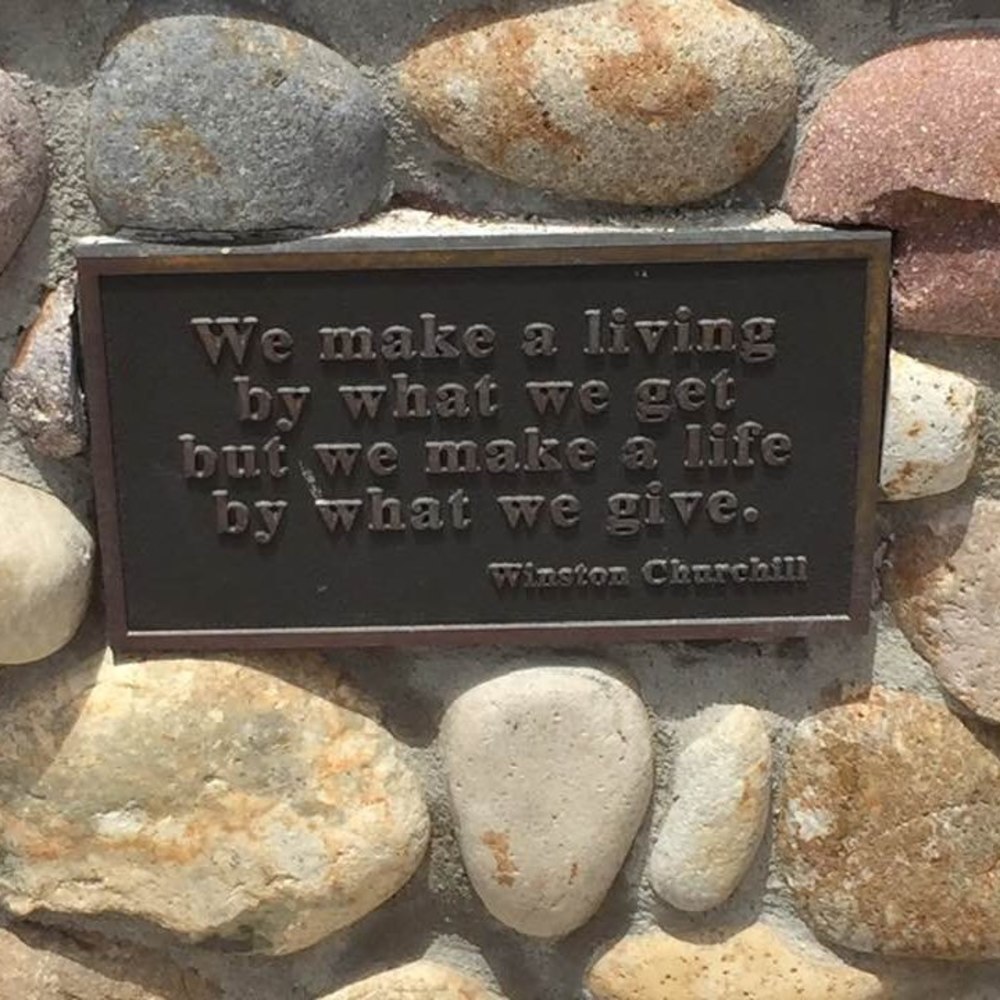 We make a living
by what we get
but we make a life
by what we give.
Winston Churchill